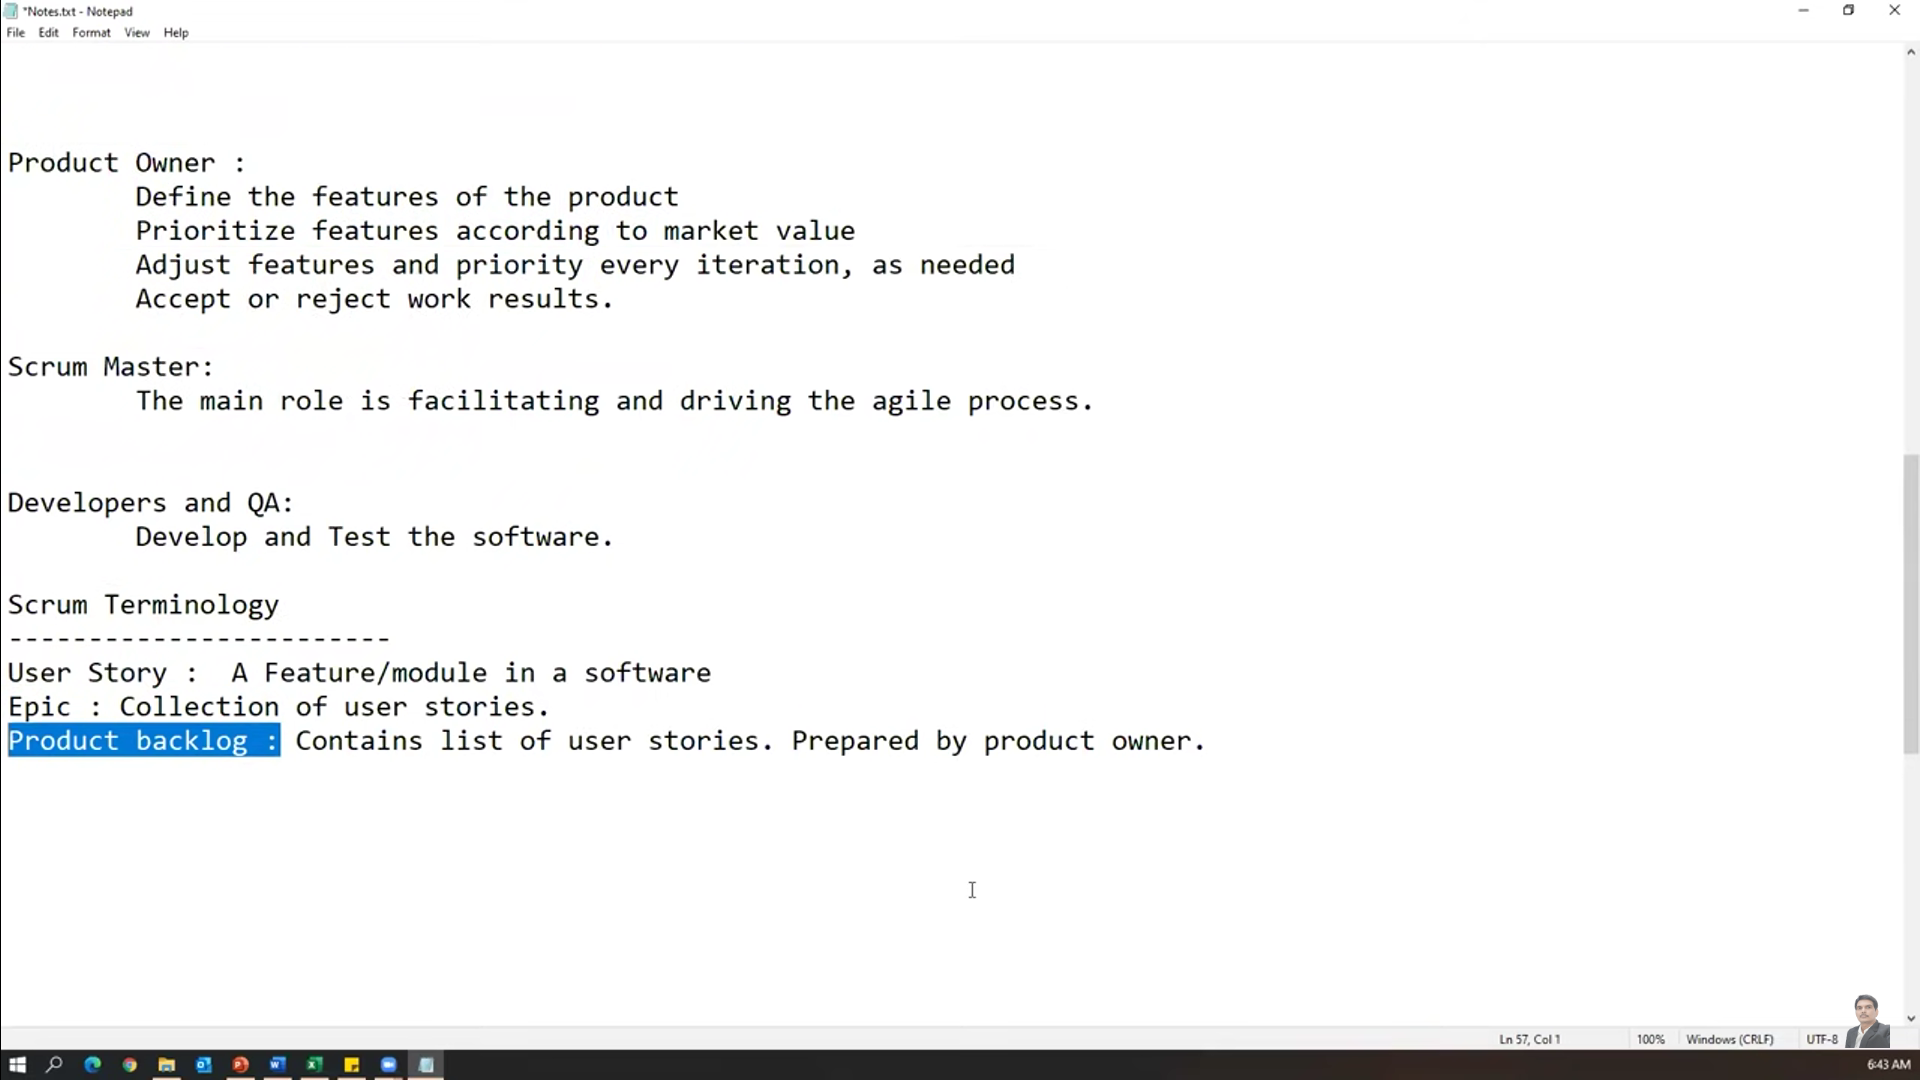 *Notes.txt - Notepad
File Edit Format View Help
Product Owner :
Define the features of the product
Prioritize features according to market value
Adjust features and priority every iteration, as needed
Accept or reject work results.
Scrum Master:
The main role is facilitating and driving the agile process.
Developers and QA:
Develop and Test the software.
Scrum Terminology
------------------------
User Story :  A Feature/module in a software
Epic : Collection of user stories.
Product backlog : Contains list of user stories. Prepared by product owner.
Ln 57, Col 1 100% Windows (CRLF) UTF-8
6:43 AM